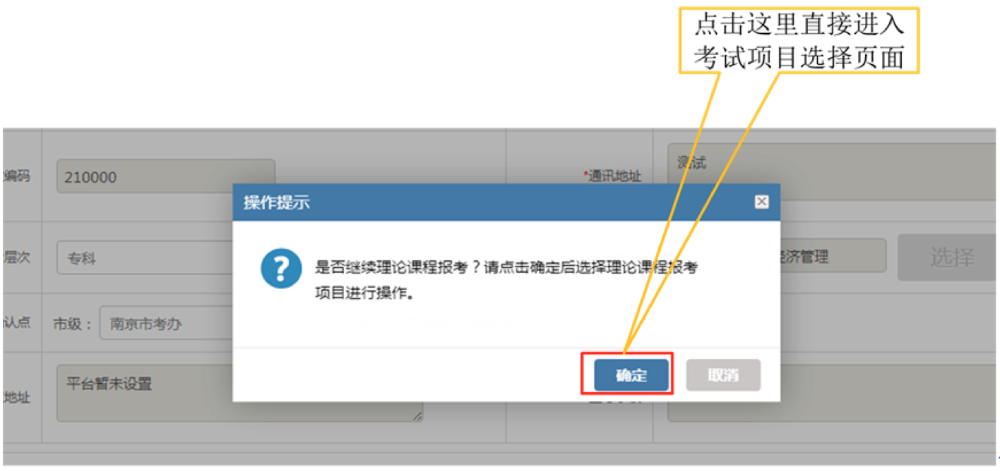 点击这里直接进入
考试项目选择页面
编码
210000
*通讯地址
测试
操作提示
层次
专科
是否继续理论课程报考？请点击确定后选择理论课程报考
项目进行操作。
济管理
选择
认点
市级：
南京市考办
地址
平台暂未设置
确定
取消